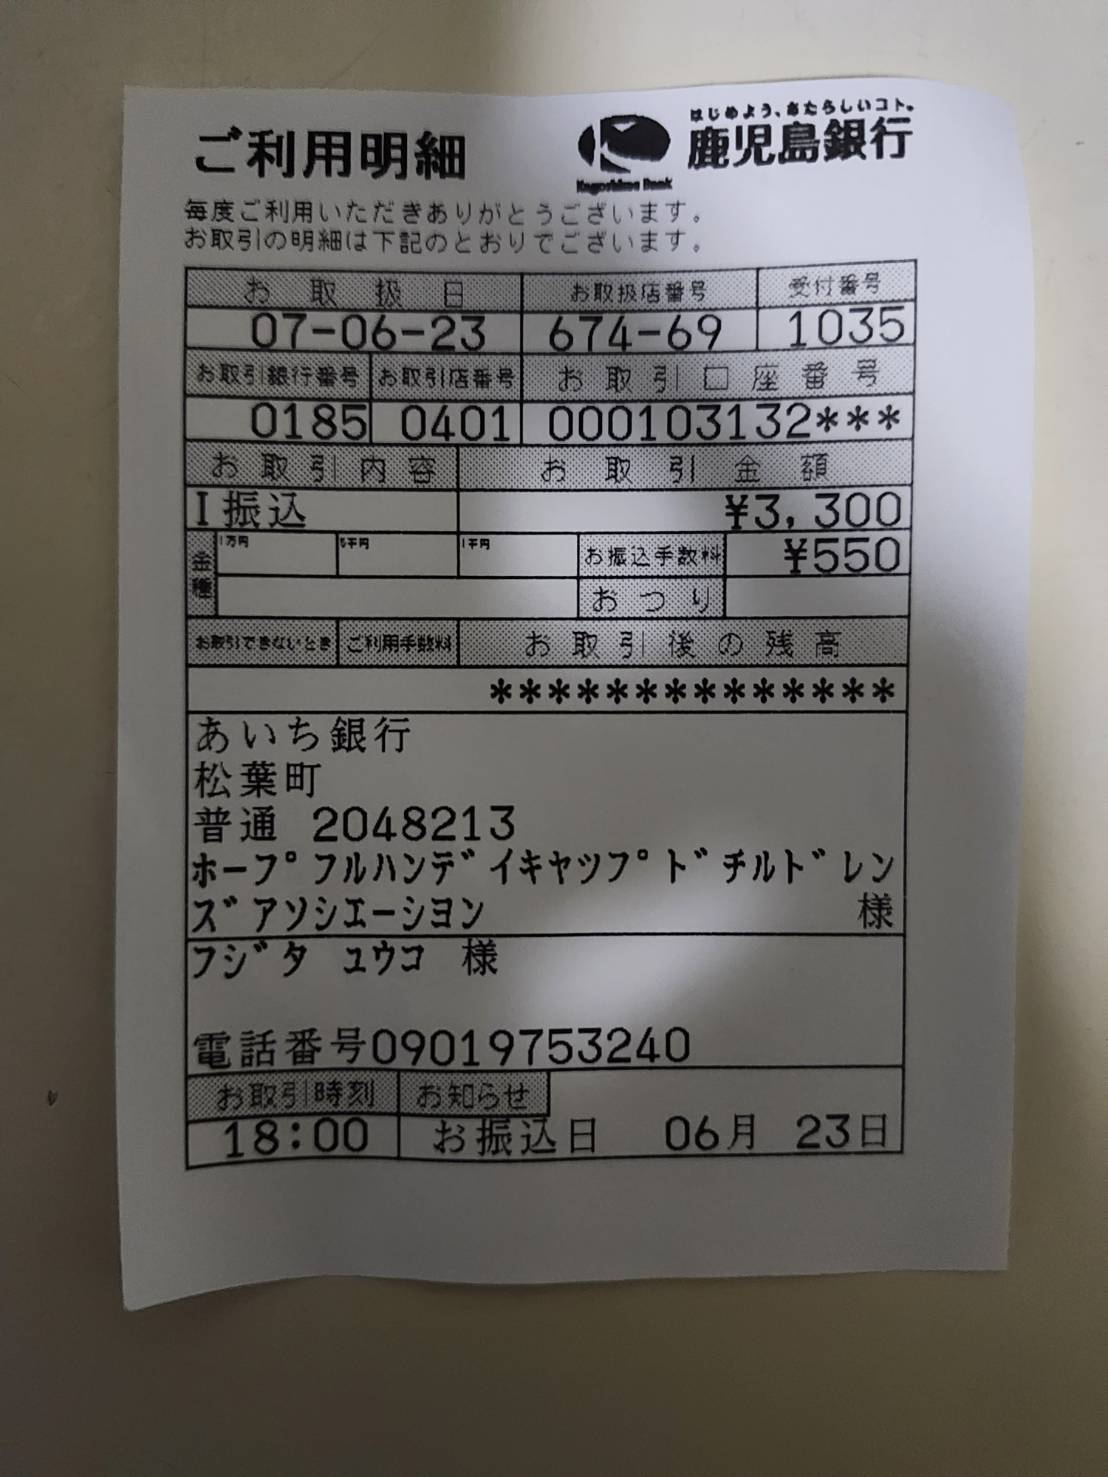 ご利用明細
はじめよう、あたらしいコト。
鹿児島銀行
Kagoshima Bank
毎度ご利用いただきありがとうございます。
お取引の明細は下記のとおりでございます。
お取扱日 お取扱店番号 受付番号
07-06-23 674-69 1035
お取引銀行番号 お取引店番号 お取引口座番号
0185 0401 000103132***
お取引内容 お取引金額
I振込 ¥3,300
金種 1万円 5千円 1千円 お振込手数料 ¥550
おつり
お取引できないとき ご利用手数料 お取引後の残高
**************
あいち銀行
松葉町
普通 2048213
ホープフルハンデイキヤツプドチルドレン
ズアソシエーシヨン 様
フジタ ユウコ 様
電話番号09019753240
お取引時刻 お知らせ
18:00 お振込日 06月 23日